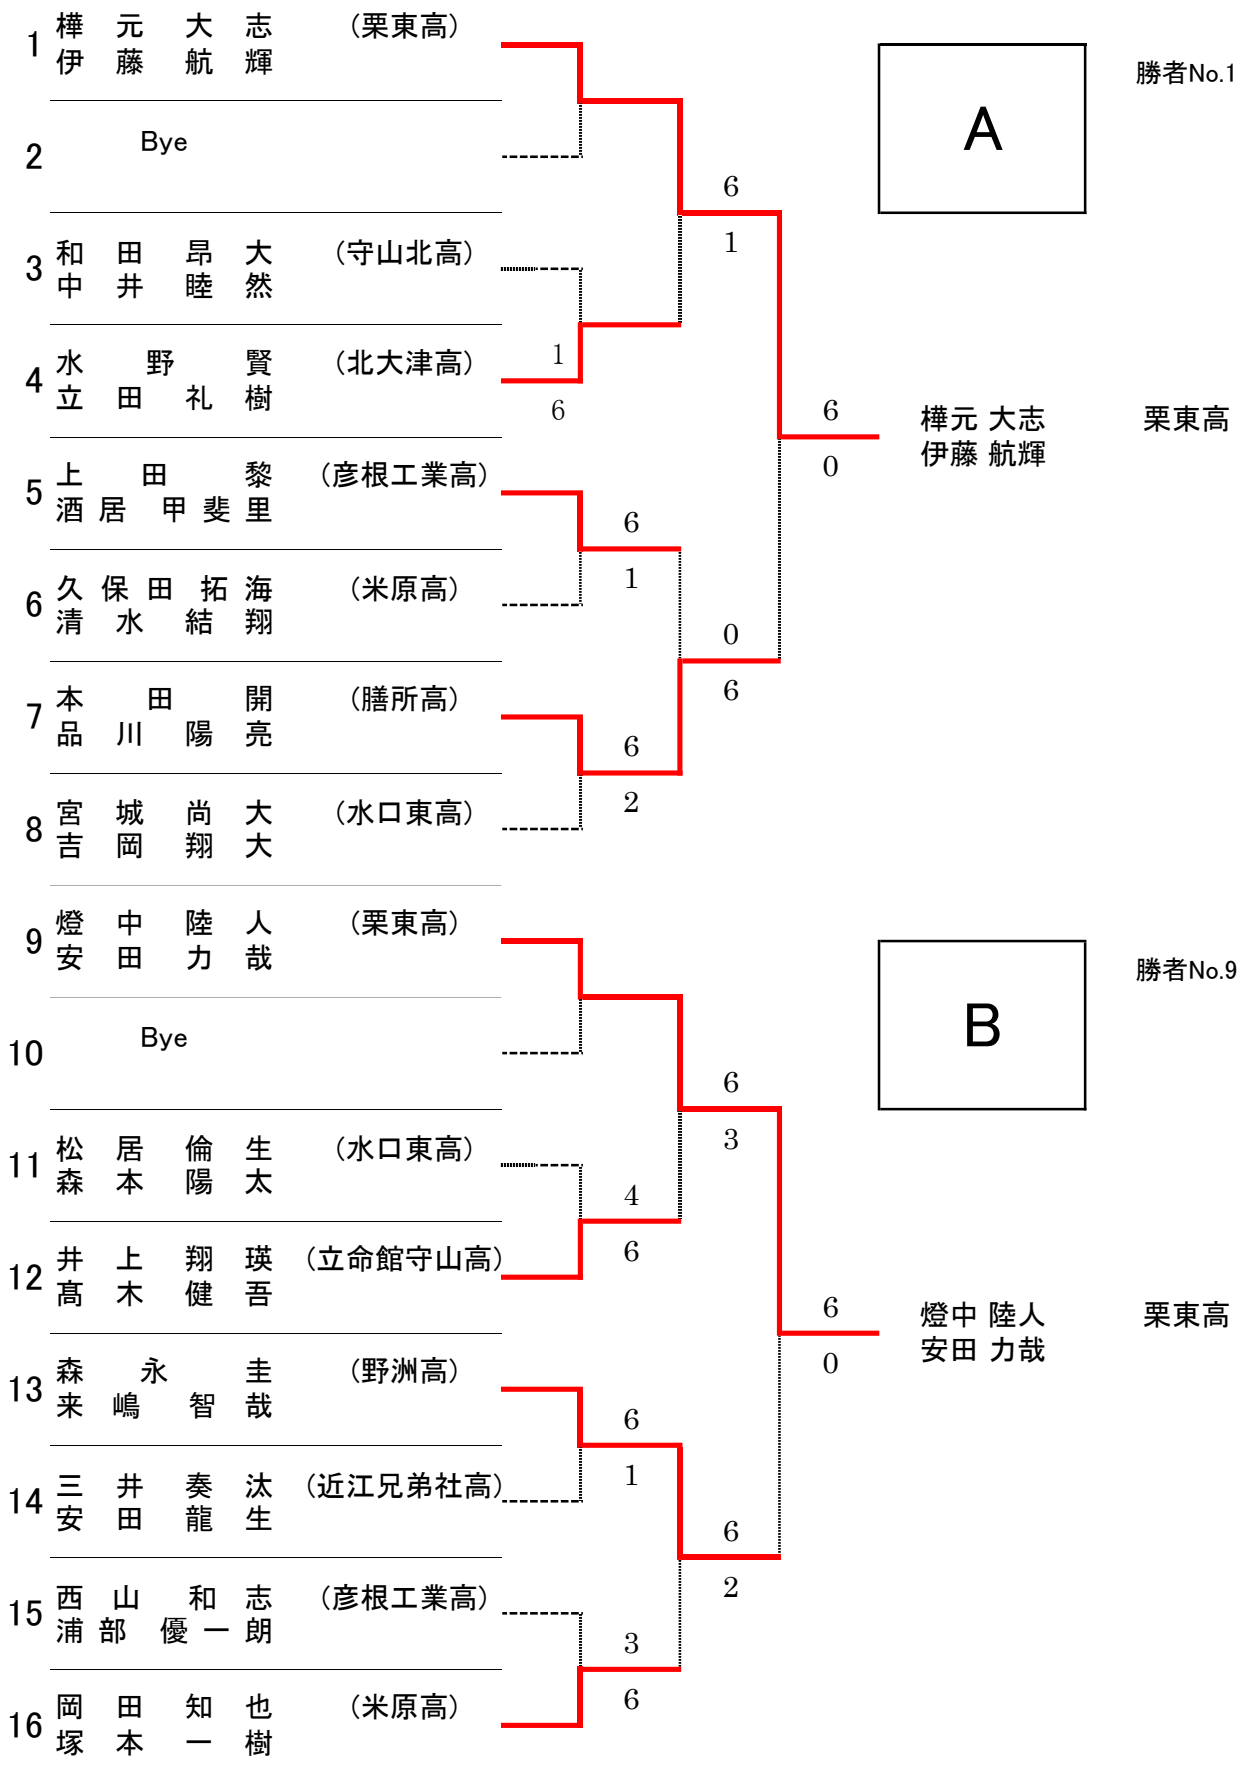 1 樺元大志 (栗東高)
伊藤航輝
2 Bye
3 和田昂大 (守山北高)
中井睦然
4 水野賢 (北大津高)
立田礼樹
5 上田黎 (彦根工業高)
酒居甲斐里
6 久保田拓海 (米原高)
清水結翔
7 本田開 (膳所高)
品川陽亮
8 宮城尚大 (水口東高)
吉岡翔大
1
6
6
1
6
2
6
1
0
6
6
0
A
勝者No.1
樺元 大志 栗東高
伊藤 航輝
9 燈中陸人 (栗東高)
安田力哉
10 Bye
11 松居倫生 (水口東高)
森本陽太
12 井上翔瑛 (立命館守山高)
髙木健吾
13 森永圭 (野洲高)
来嶋智哉
14 三井奏汰 (近江兄弟社高)
安田龍生
15 西山和志 (彦根工業高)
浦部優一朗
16 岡田知也 (米原高)
塚本一樹
4
6
6
1
3
6
6
3
6
2
6
0
B
勝者No.9
燈中 陸人 栗東高
安田 力哉